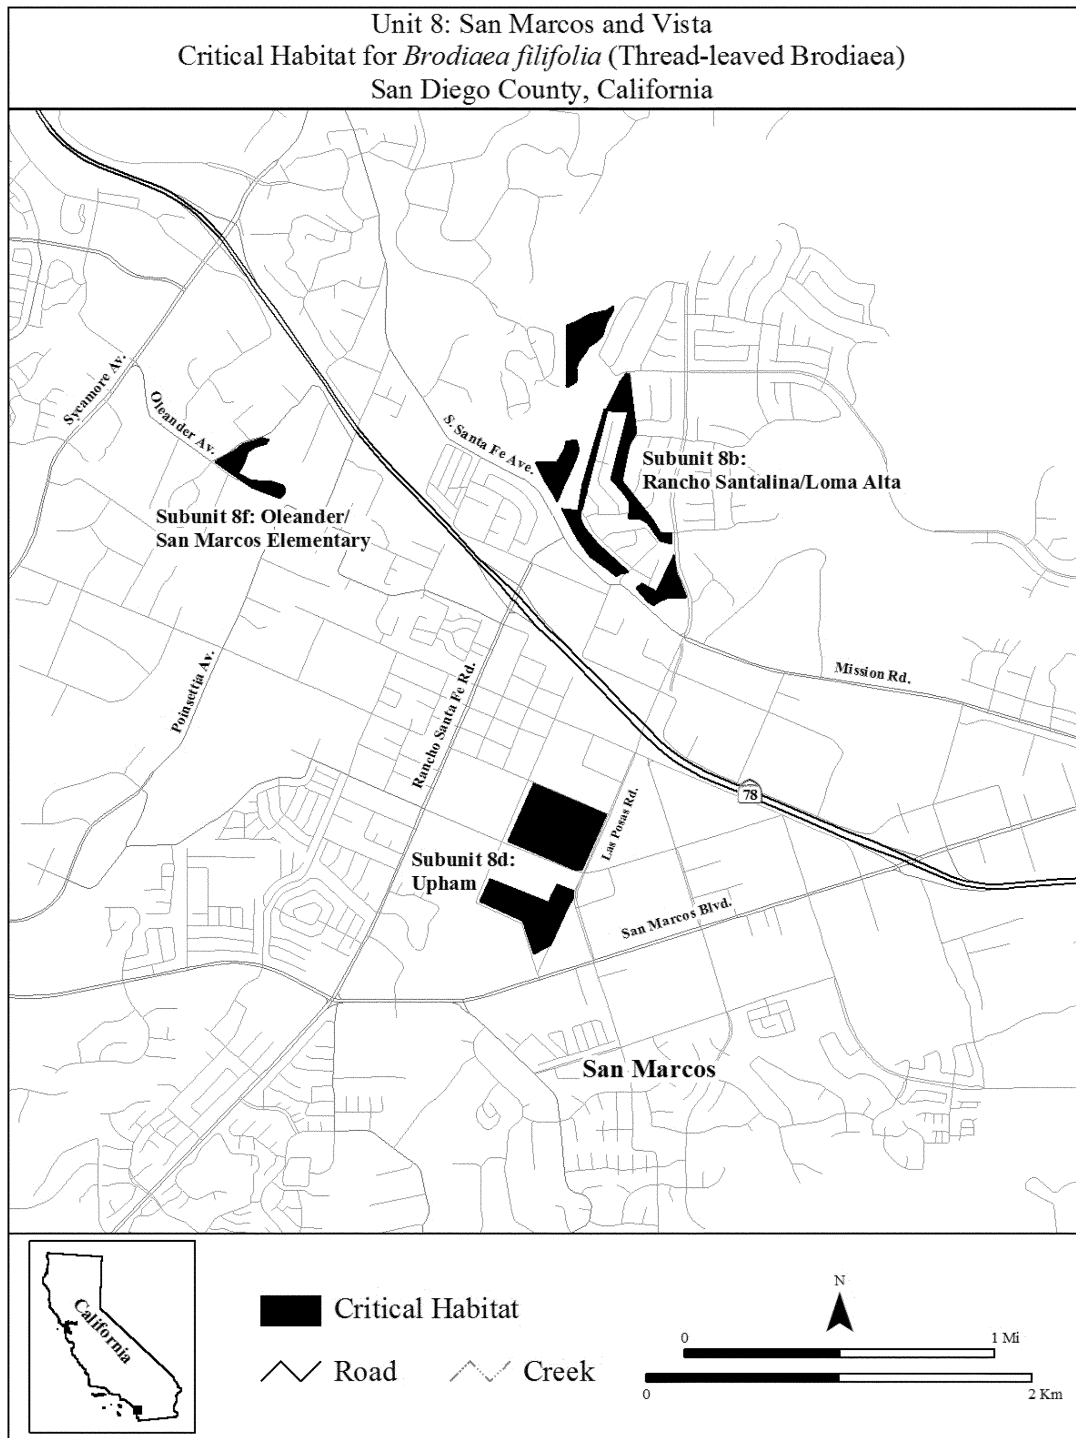 Unit 8: San Marcos and Vista
Critical Habitat for Brodiaea filifolia (Thread-leaved Brodiaea)
San Diego County, California
Sycamore Av.
Oleander Av.
S. Santa Fe Ave.
Subunit 8b:
Rancho Santalina/Loma Alta
Subunit 8f: Oleander/
San Marcos Elementary
Poinsettia Av.
Rancho Santa Fe Rd.
Mission Rd.
78
Las Posas Rd.
Subunit 8d:
Upham
San Marcos Blvd.
San Marcos
California
Critical Habitat
Road
Creek
N
0
1 Mi
0
2 Km